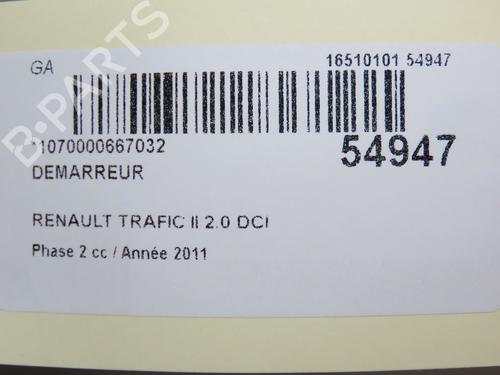 GA
16510101 54947
*1070000667032
54947
DEMARREUR
RENAULT TRAFIC II 2.0 DCI
Phase 2 cc / Année 2011
B-PARTS